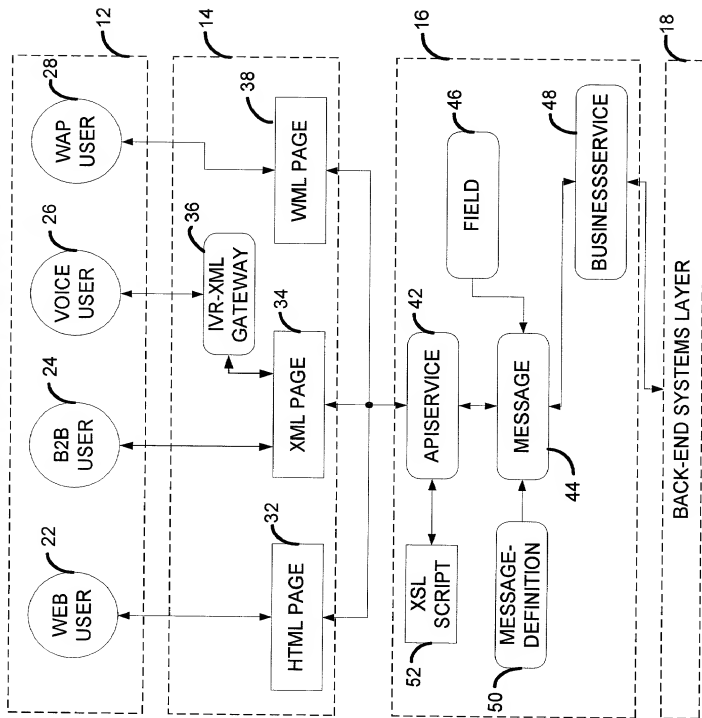 12
WEB
USER
22
B2B
USER
24
VOICE
USER
26
WAP
USER
28
14
HTML PAGE
32
XML PAGE
34
IVR-XML
GATEWAY
36
WML PAGE
38
16
XSL
SCRIPT
52
APISERVICE
42
FIELD
46
MESSAGE-
DEFINITION
50
MESSAGE
44
BUSINESSSERVICE
48
BACK-END SYSTEMS LAYER
18